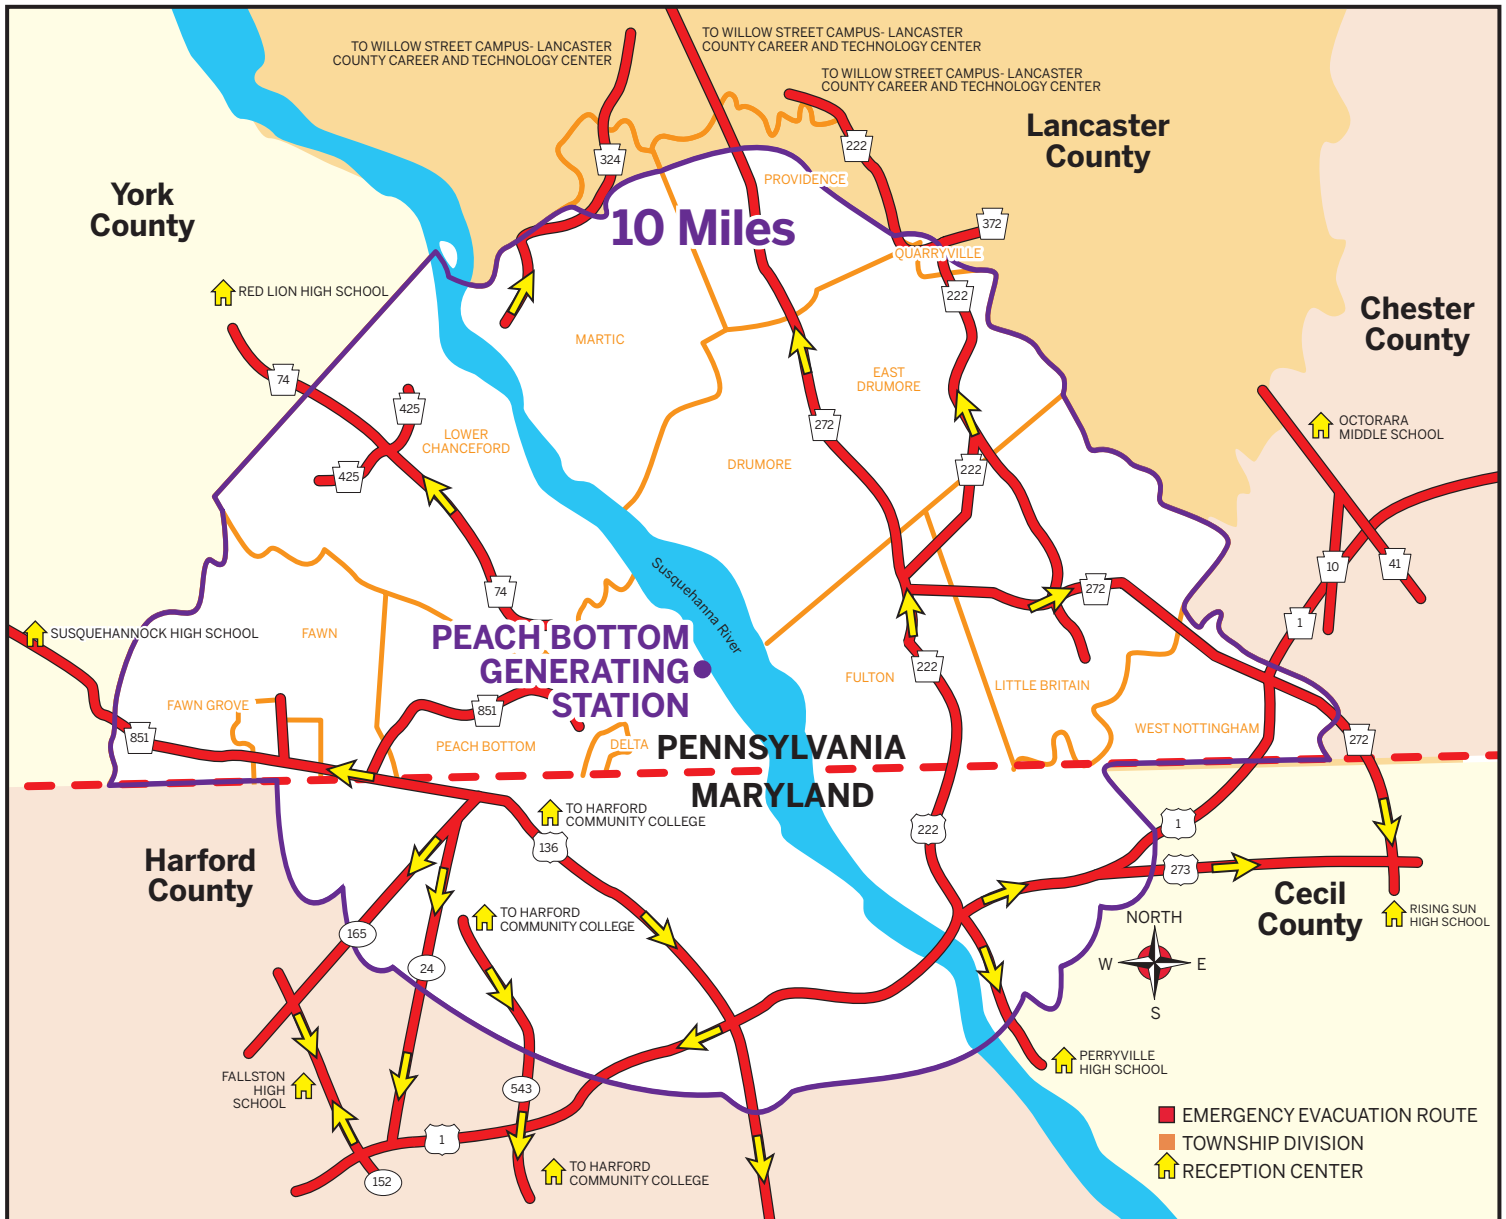 TO WILLOW STREET CAMPUS- LANCASTER
COUNTY CAREER AND TECHNOLOGY CENTER
TO WILLOW STREET CAMPUS- LANCASTER
COUNTY CAREER AND TECHNOLOGY CENTER
TO WILLOW STREET CAMPUS- LANCASTER
COUNTY CAREER AND TECHNOLOGY CENTER
Lancaster
County
222
324
PROVIDENCE
York
County
10 Miles
372
QUARRYVILLE
RED LION HIGH SCHOOL
222
Chester
County
MARTIC
74
EAST
DRUMORE
425
272
OCTORARA
MIDDLE SCHOOL
LOWER
CHANCEFORD
DRUMORE
425
222
10
41
74
272
Susquehanna River
1
SUSQUEHANNOCK HIGH SCHOOL
FAWN
PEACH BOTTOM
GENERATING
STATION
222
FULTON
LITTLE BRITAIN
FAWN GROVE
851
WEST NOTTINGHAM
851
PEACH BOTTOM
DELTA
PENNSYLVANIA
272
MARYLAND
TO HARFORD
COMMUNITY COLLEGE
136
222
1
Harford
County
273
Cecil
County
TO HARFORD
COMMUNITY COLLEGE
RISING SUN
HIGH SCHOOL
165
24
NORTH
W
E
S
PERRYVILLE
HIGH SCHOOL
FALLSTON
HIGH
SCHOOL
543
1
152
TO HARFORD
COMMUNITY COLLEGE
EMERGENCY EVACUATION ROUTE
TOWNSHIP DIVISION
RECEPTION CENTER